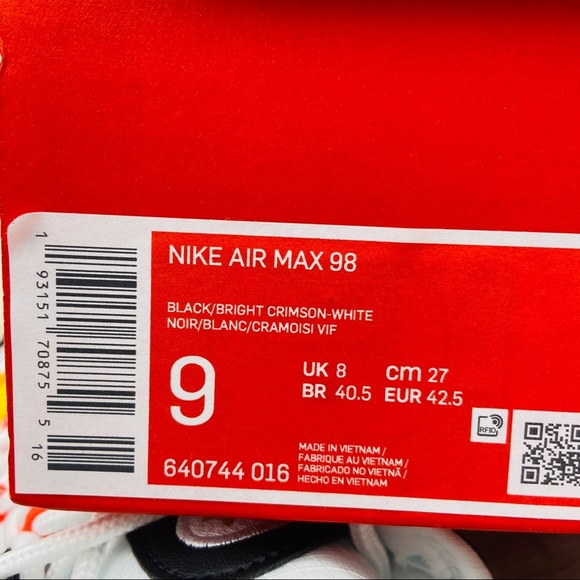 NIKE AIR MAX 98
BLACK/BRIGHT CRIMSON-WHITE
NOIR/BLANC/CRAMOISI VIF
9
UK 8 cm 27
BR 40.5 EUR 42.5
RFID
640744 016
MADE IN VIETNAM /
FABRIQUE AU VIETNAM /
FABRICADO NO VIETNÃ /
HECHO EN VIETNAM
1 93151 70875 5 16